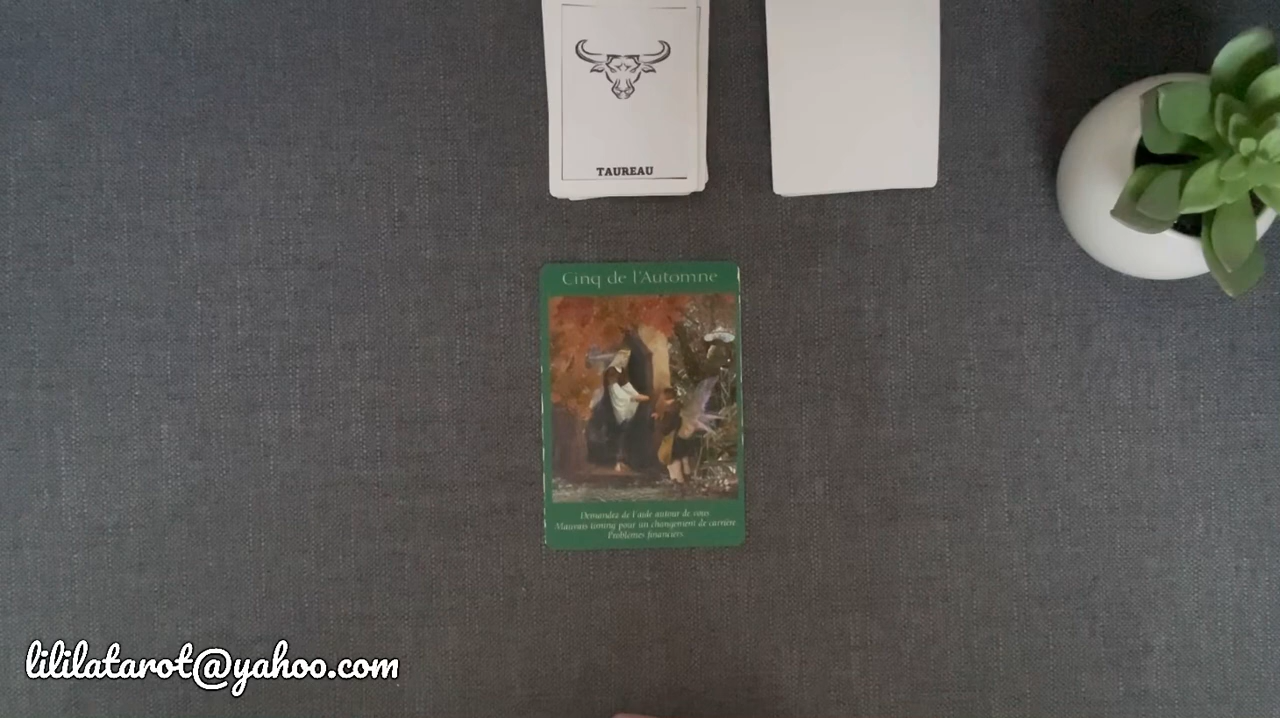 TAUREAU
Cinq de l'Automne
Demandez de l'aide autour de vous
Mauvais timing pour un changement de carrière
Problèmes financiers
lililatarot@yahoo.com